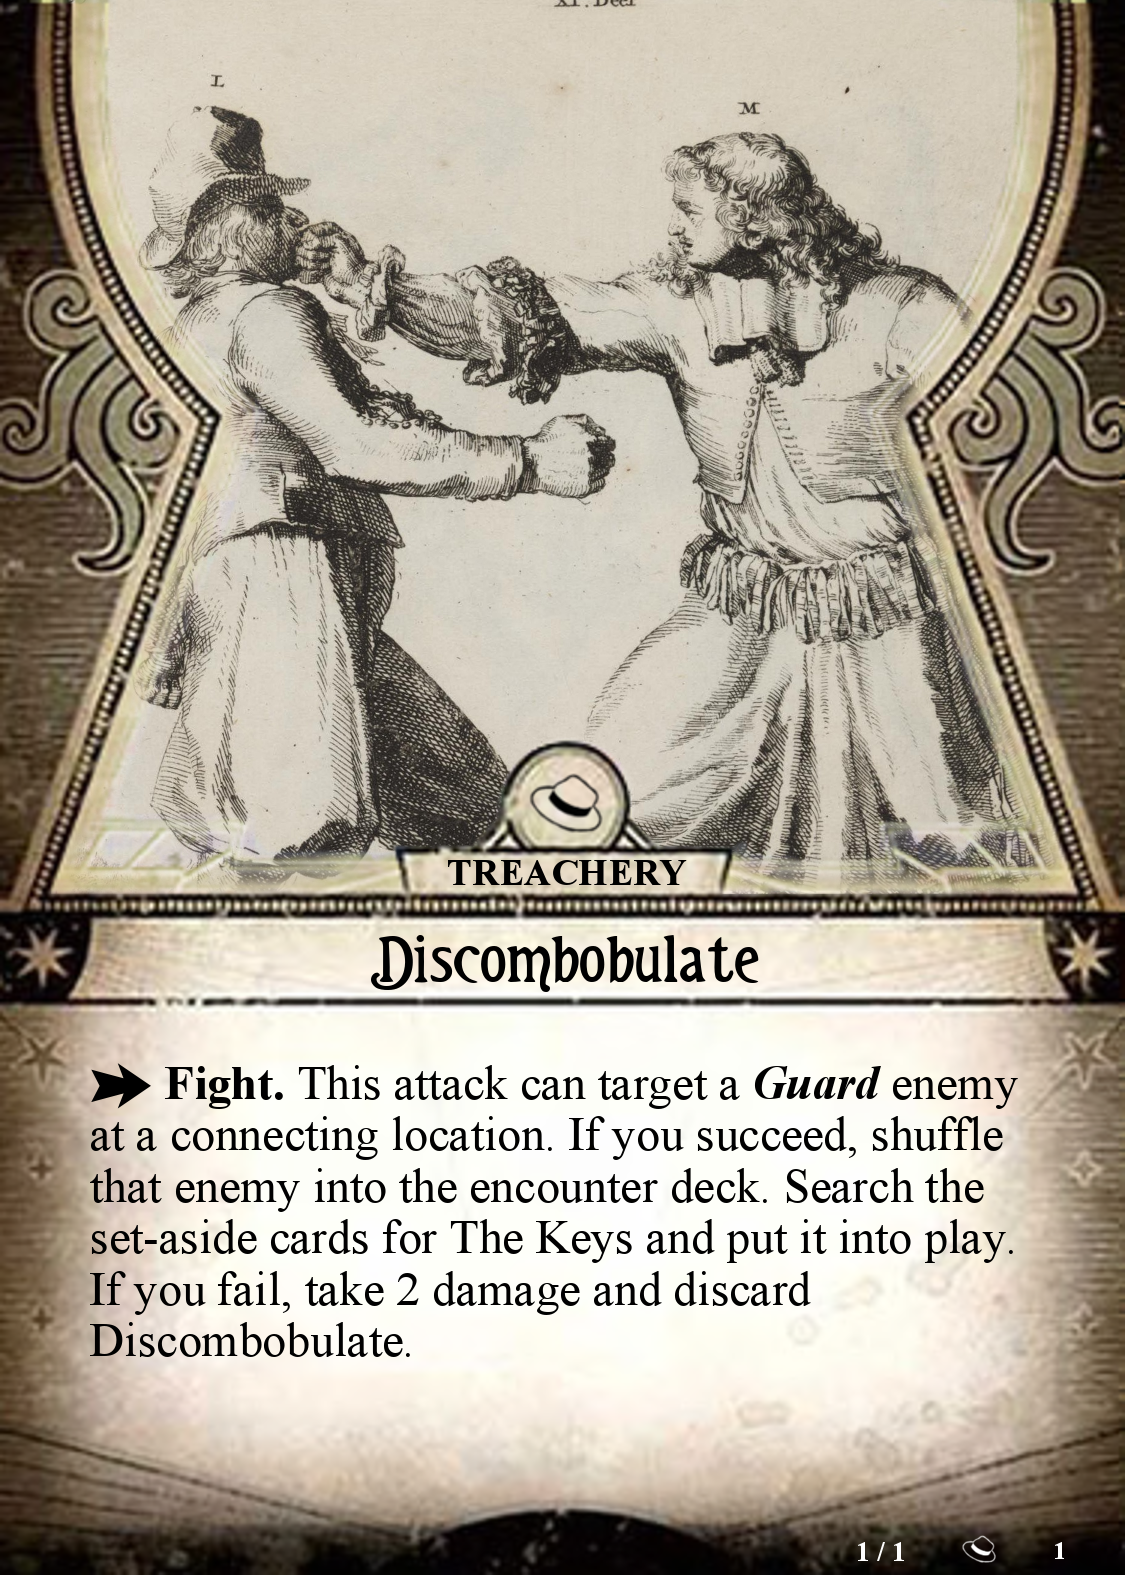 XI. Deel
L
M
TREACHERY
Discombobulate
Fight. This attack can target a Guard enemy
at a connecting location. If you succeed, shuffle
that enemy into the encounter deck. Search the
set-aside cards for The Keys and put it into play.
If you fail, take 2 damage and discard
Discombobulate.
1 / 1 1